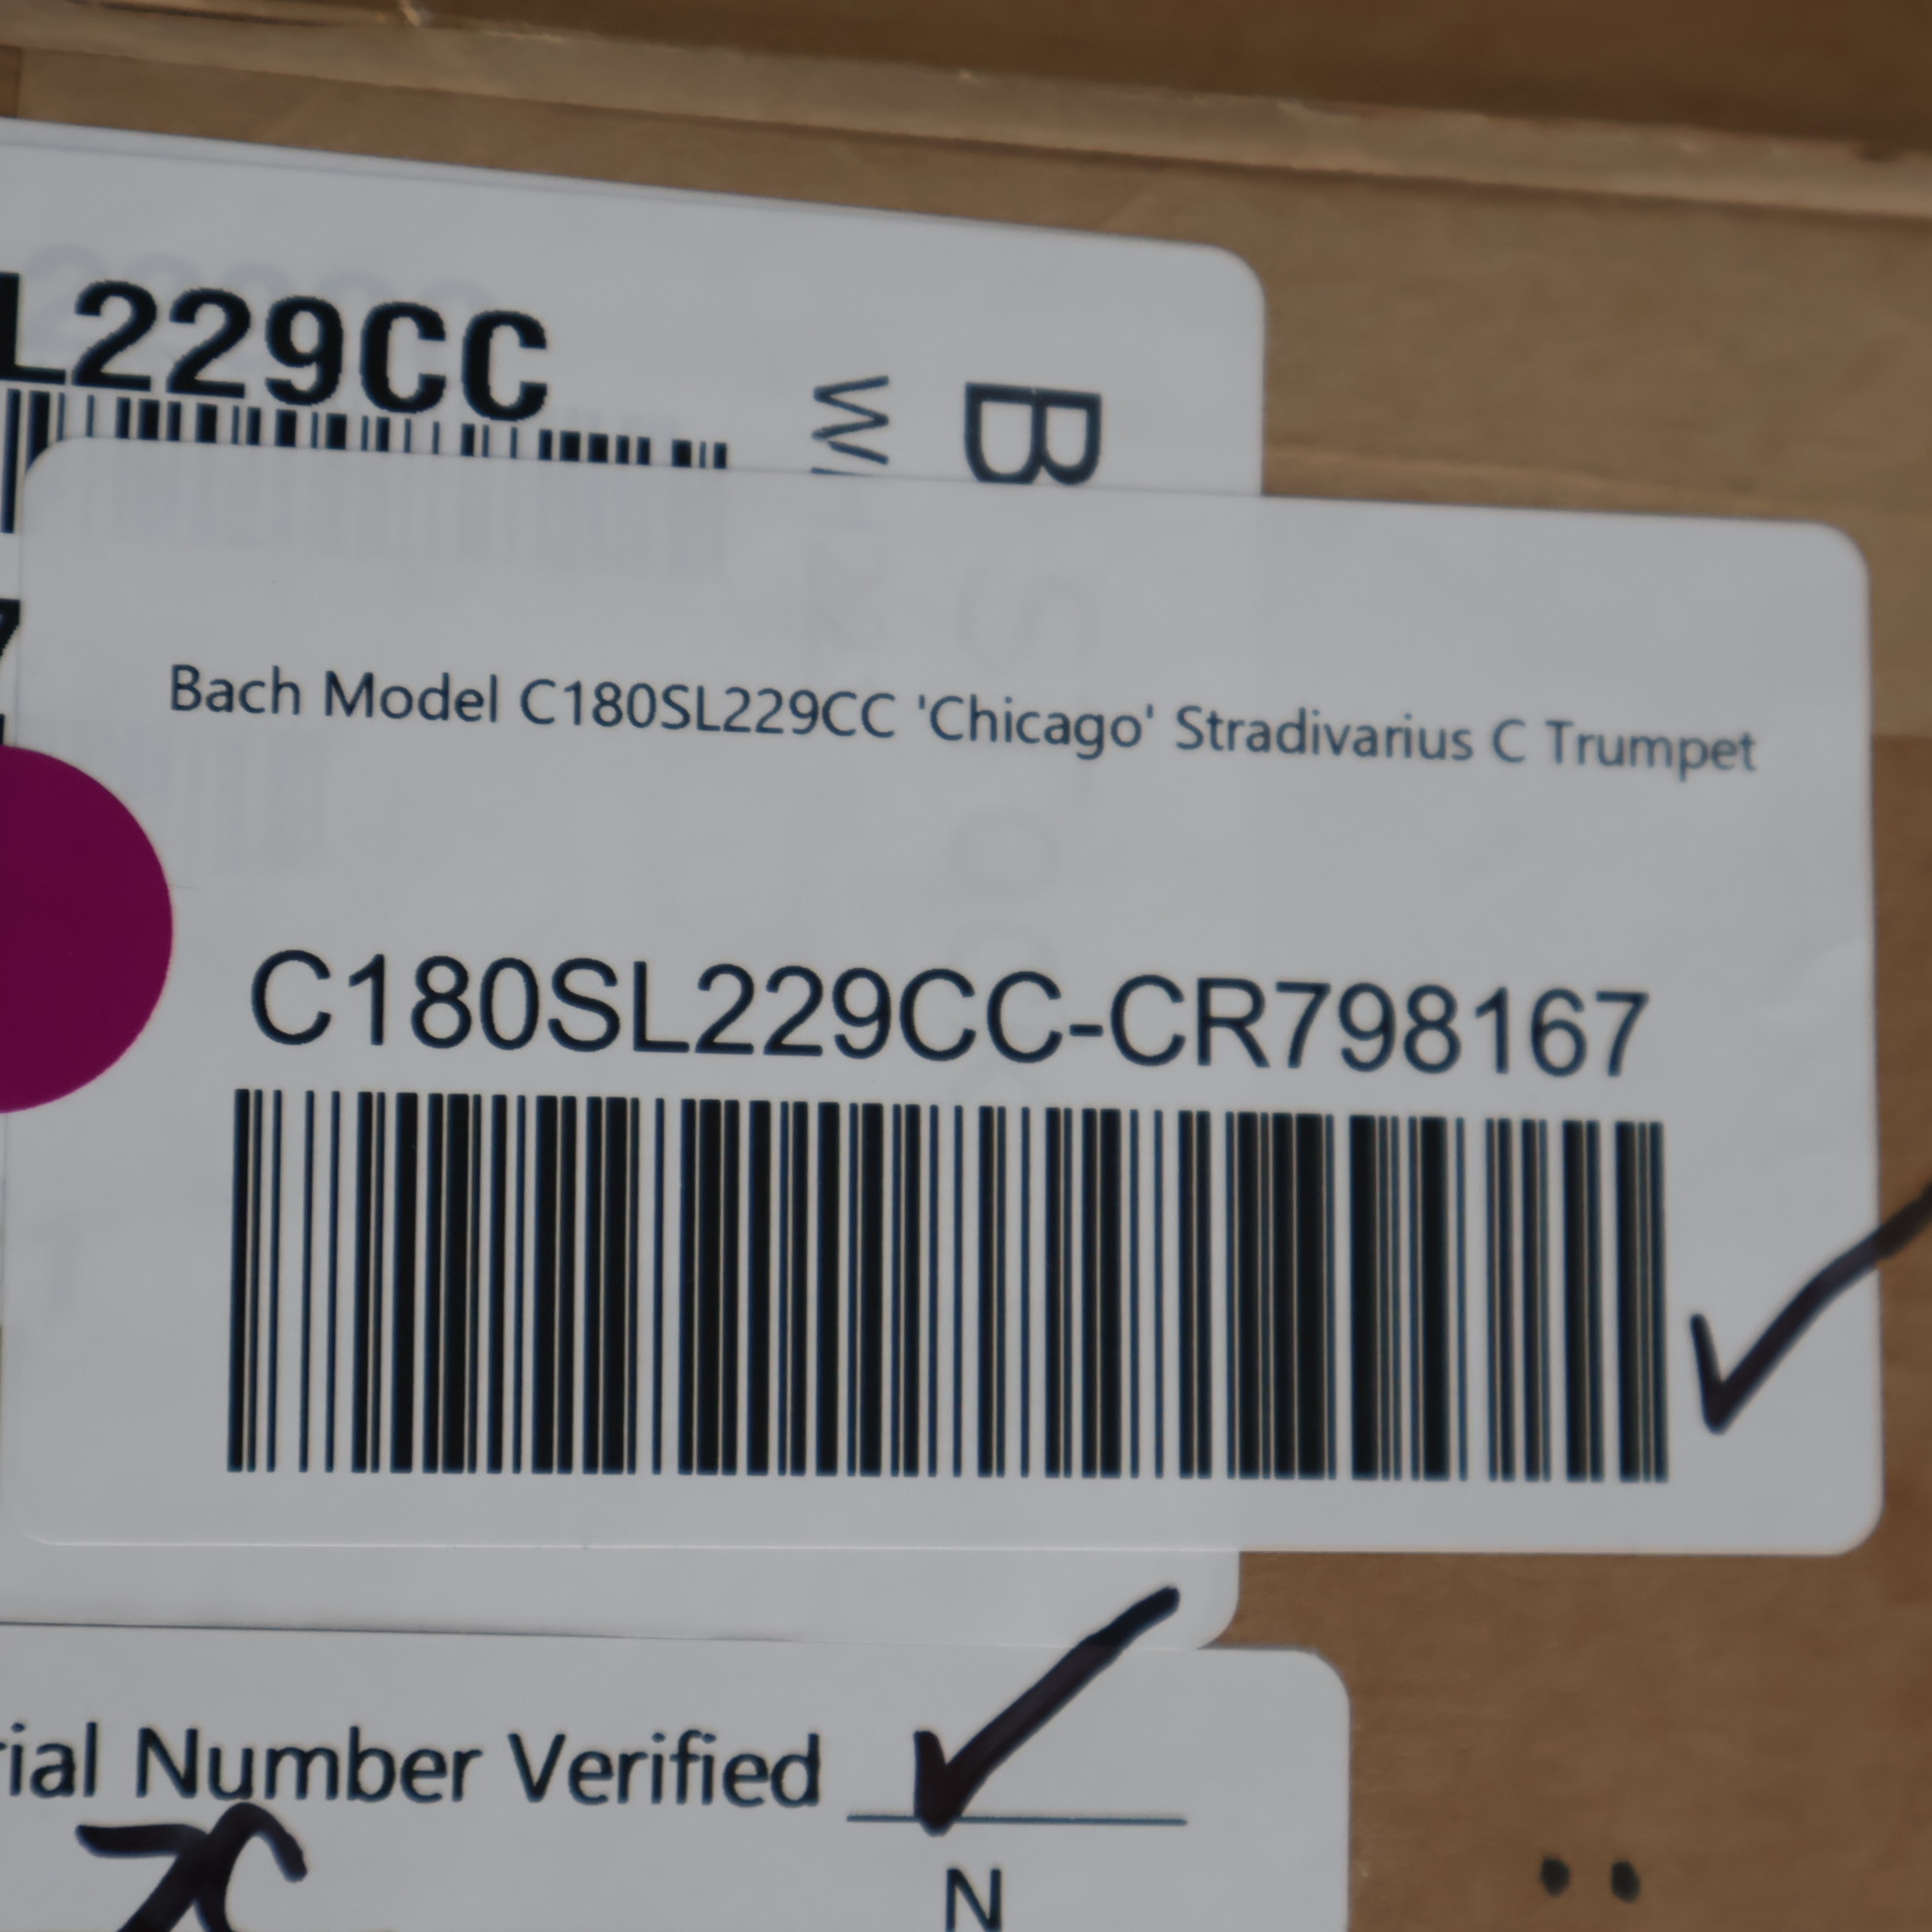 L229CC
W
B
Bach Model C180SL229CC 'Chicago' Stradivarius C Trumpet
C180SL229CC-CR798167
rial Number Verified
N